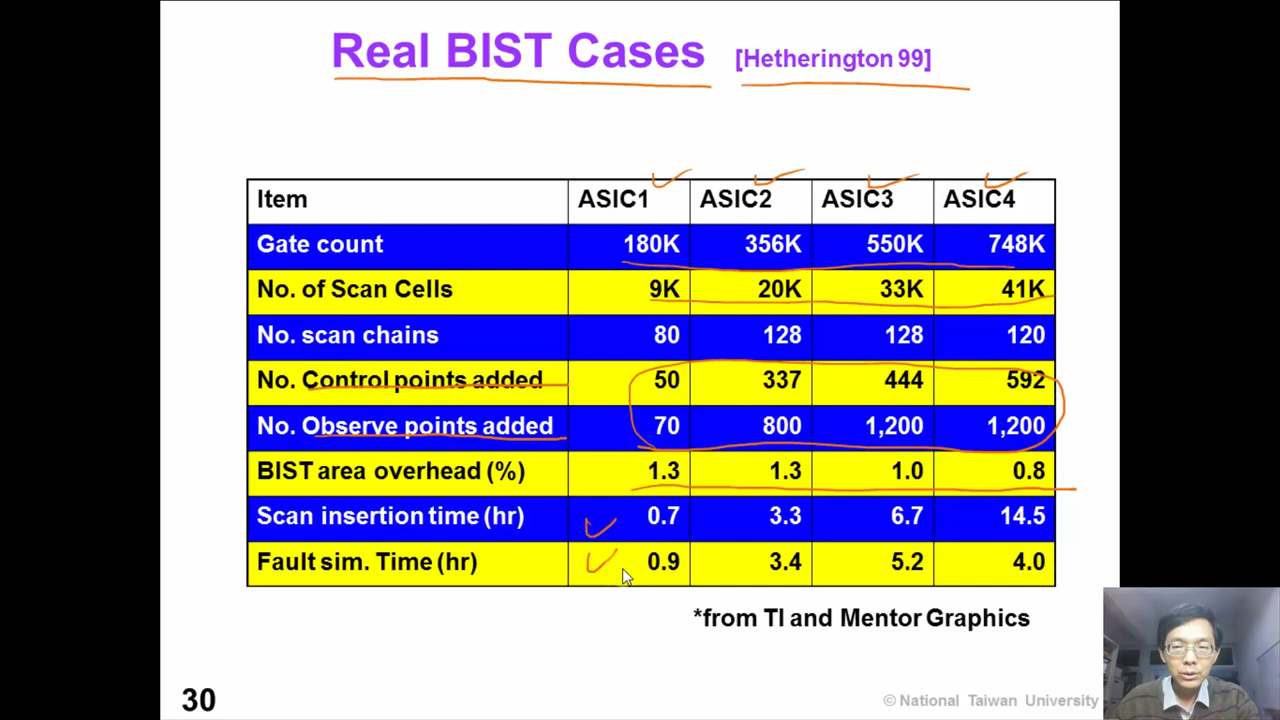 Real BIST Cases [Hetherington 99]
Item ASIC1 ASIC2 ASIC3 ASIC4
Gate count 180K 356K 550K 748K
No. of Scan Cells 9K 20K 33K 41K
No. scan chains 80 128 128 120
No. Control points added 50 337 444 592
No. Observe points added 70 800 1,200 1,200
BIST area overhead (%) 1.3 1.3 1.0 0.8
Scan insertion time (hr) 0.7 3.3 6.7 14.5
Fault sim. Time (hr) 0.9 3.4 5.2 4.0
*from TI and Mentor Graphics
30
© National Taiwan University